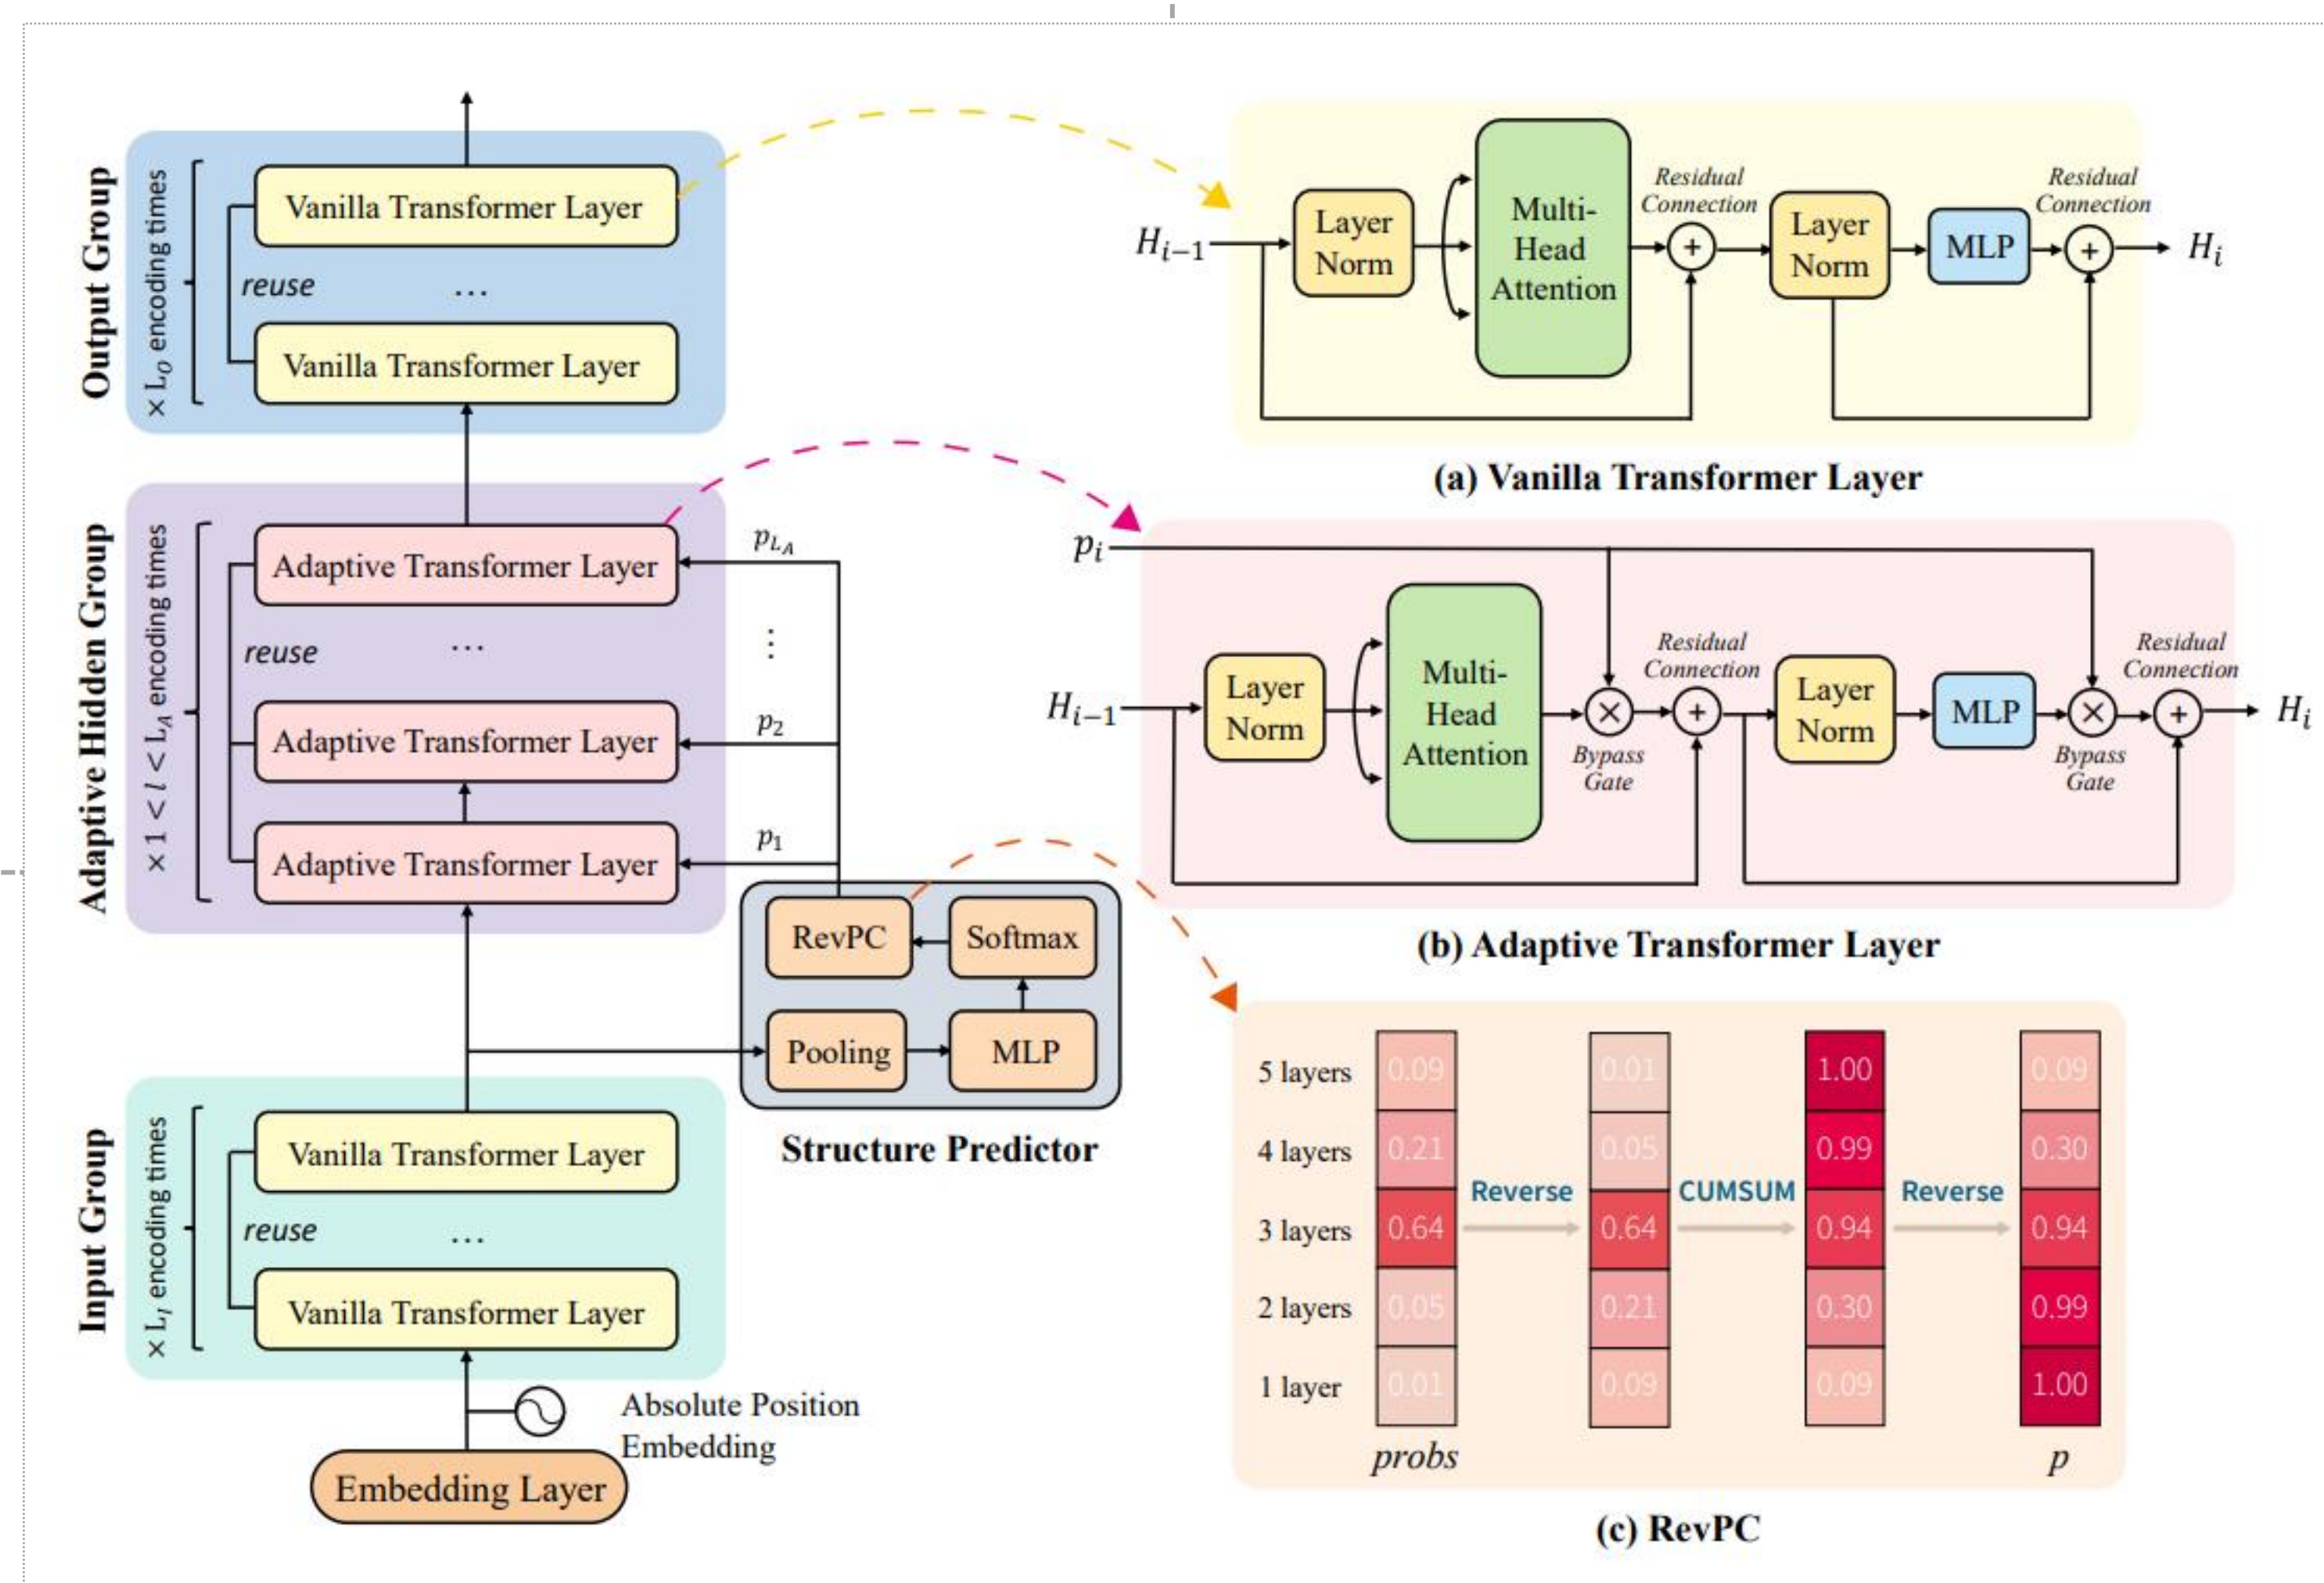 Output Group
× L_O encoding times
Vanilla Transformer Layer
reuse
...
Vanilla Transformer Layer
Adaptive Hidden Group
× 1 < l < L_A encoding times
Adaptive Transformer Layer
reuse
...
Adaptive Transformer Layer
Adaptive Transformer Layer
p_{L_A}
⋮
p_2
p_1
RevPC
Softmax
Pooling
MLP
Structure Predictor
Input Group
× L_I encoding times
Vanilla Transformer Layer
reuse
...
Vanilla Transformer Layer
Absolute Position
Embedding
Embedding Layer
H_{i−1}
Layer
Norm
Multi-
Head
Attention
Residual
Connection
+
Layer
Norm
MLP
Residual
Connection
+
H_i
(a) Vanilla Transformer Layer
p_i
H_{i−1}
Layer
Norm
Multi-
Head
Attention
×
Bypass
Gate
Residual
Connection
+
Layer
Norm
MLP
×
Bypass
Gate
Residual
Connection
+
H_i
(b) Adaptive Transformer Layer
5 layers 0.09 0.01 1.00 0.09
4 layers 0.21 0.05 0.99 0.30
Reverse CUMSUM Reverse
3 layers 0.64 0.64 0.94 0.94
2 layers 0.05 0.21 0.30 0.99
1 layer 0.01 0.09 0.09 1.00
probs p
(c) RevPC